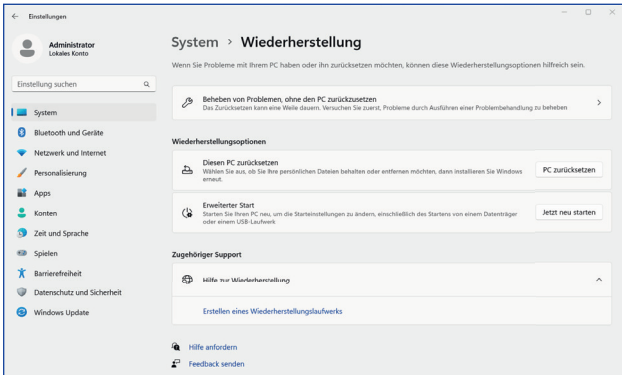 Einstellungen
Administrator
Lokales Konto
Einstellung suchen
System
Bluetooth und Geräte
Netzwerk und Internet
Personalisierung
Apps
Konten
Zeit und Sprache
Spielen
Barrierefreiheit
Datenschutz und Sicherheit
Windows Update
System > Wiederherstellung
Wenn Sie Probleme mit Ihrem PC haben oder ihn zurücksetzen möchten, können diese Wiederherstellungsoptionen hilfreich sein.
Beheben von Problemen, ohne den PC zurückzusetzen
Das Zurücksetzen kann eine Weile dauern. Versuchen Sie zuerst, Probleme durch Ausführen einer Problembehandlung zu beheben
Wiederherstellungsoptionen
Diesen PC zurücksetzen
Wählen Sie aus, ob Sie Ihre persönlichen Dateien behalten oder entfernen möchten, dann installieren Sie Windows
erneut.
PC zurücksetzen
Erweiterter Start
Starten Sie Ihren PC neu, um die Starteinstellungen zu ändern, einschließlich des Startens von einem Datenträger
oder einem USB-Laufwerk
Jetzt neu starten
Zugehöriger Support
Hilfe zur Wiederherstellung
Erstellen eines Wiederherstellungslaufwerks
Hilfe anfordern
Feedback senden